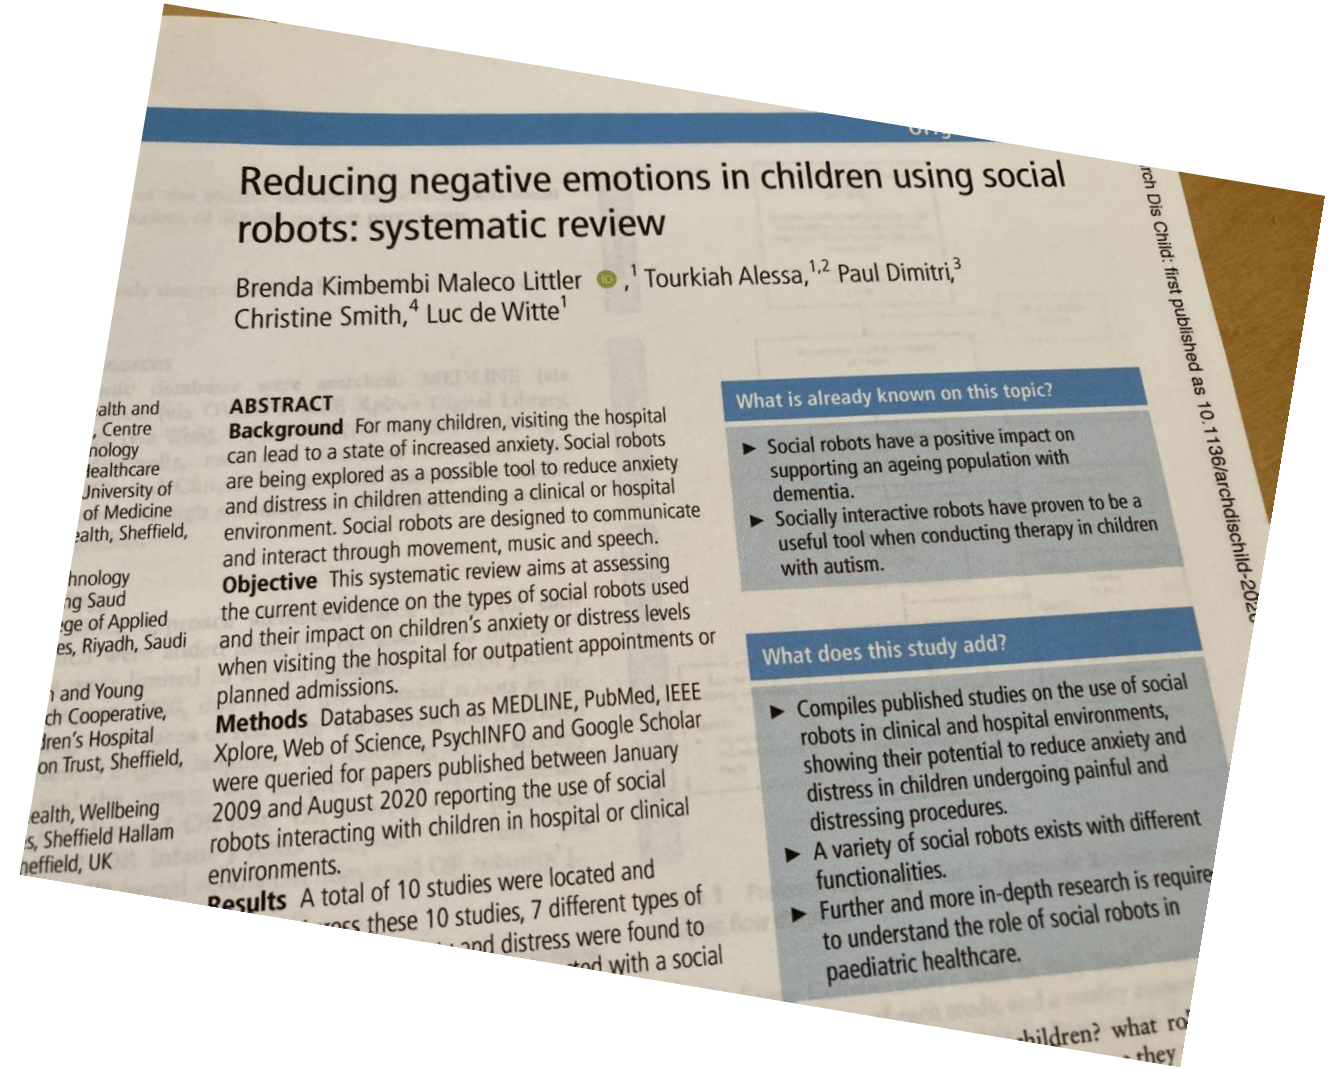 Reducing negative emotions in children using social
robots: systematic review
Brenda Kimbembi Maleco Littler iD ,1 Tourkiah Alessa,1,2 Paul Dimitri,3
Christine Smith,4 Luc de Witte1
alth and
, Centre
nology
Healthcare
University of
of Medicine
ealth, Sheffield,
hnology
ng Saud
ege of Applied
es, Riyadh, Saudi
and Young
ch Cooperative,
dren's Hospital
on Trust, Sheffield,
ealth, Wellbeing
s, Sheffield Hallam
heffield, UK
ABSTRACT
Background For many children, visiting the hospital
can lead to a state of increased anxiety. Social robots
are being explored as a possible tool to reduce anxiety
and distress in children attending a clinical or hospital
environment. Social robots are designed to communicate
and interact through movement, music and speech.
Objective This systematic review aims at assessing
the current evidence on the types of social robots used
and their impact on children's anxiety or distress levels
when visiting the hospital for outpatient appointments or
planned admissions.
Methods Databases such as MEDLINE, PubMed, IEEE
Xplore, Web of Science, PsychINFO and Google Scholar
were queried for papers published between January
2009 and August 2020 reporting the use of social
robots interacting with children in hospital or clinical
environments.
Results A total of 10 studies were located and
these 10 studies, 7 different types of
and distress were found to
with a social
What is already known on this topic?
► Social robots have a positive impact on
supporting an ageing population with
dementia.
► Socially interactive robots have proven to be a
useful tool when conducting therapy in children
with autism.
What does this study add?
► Compiles published studies on the use of social
robots in clinical and hospital environments,
showing their potential to reduce anxiety and
distress in children undergoing painful and
distressing procedures.
► A variety of social robots exists with different
functionalities.
► Further and more in-depth research is require
to understand the role of social robots in
paediatric healthcare.
children? what ro
they
rch Dis Child: first published as 10.1136/archdischild-202